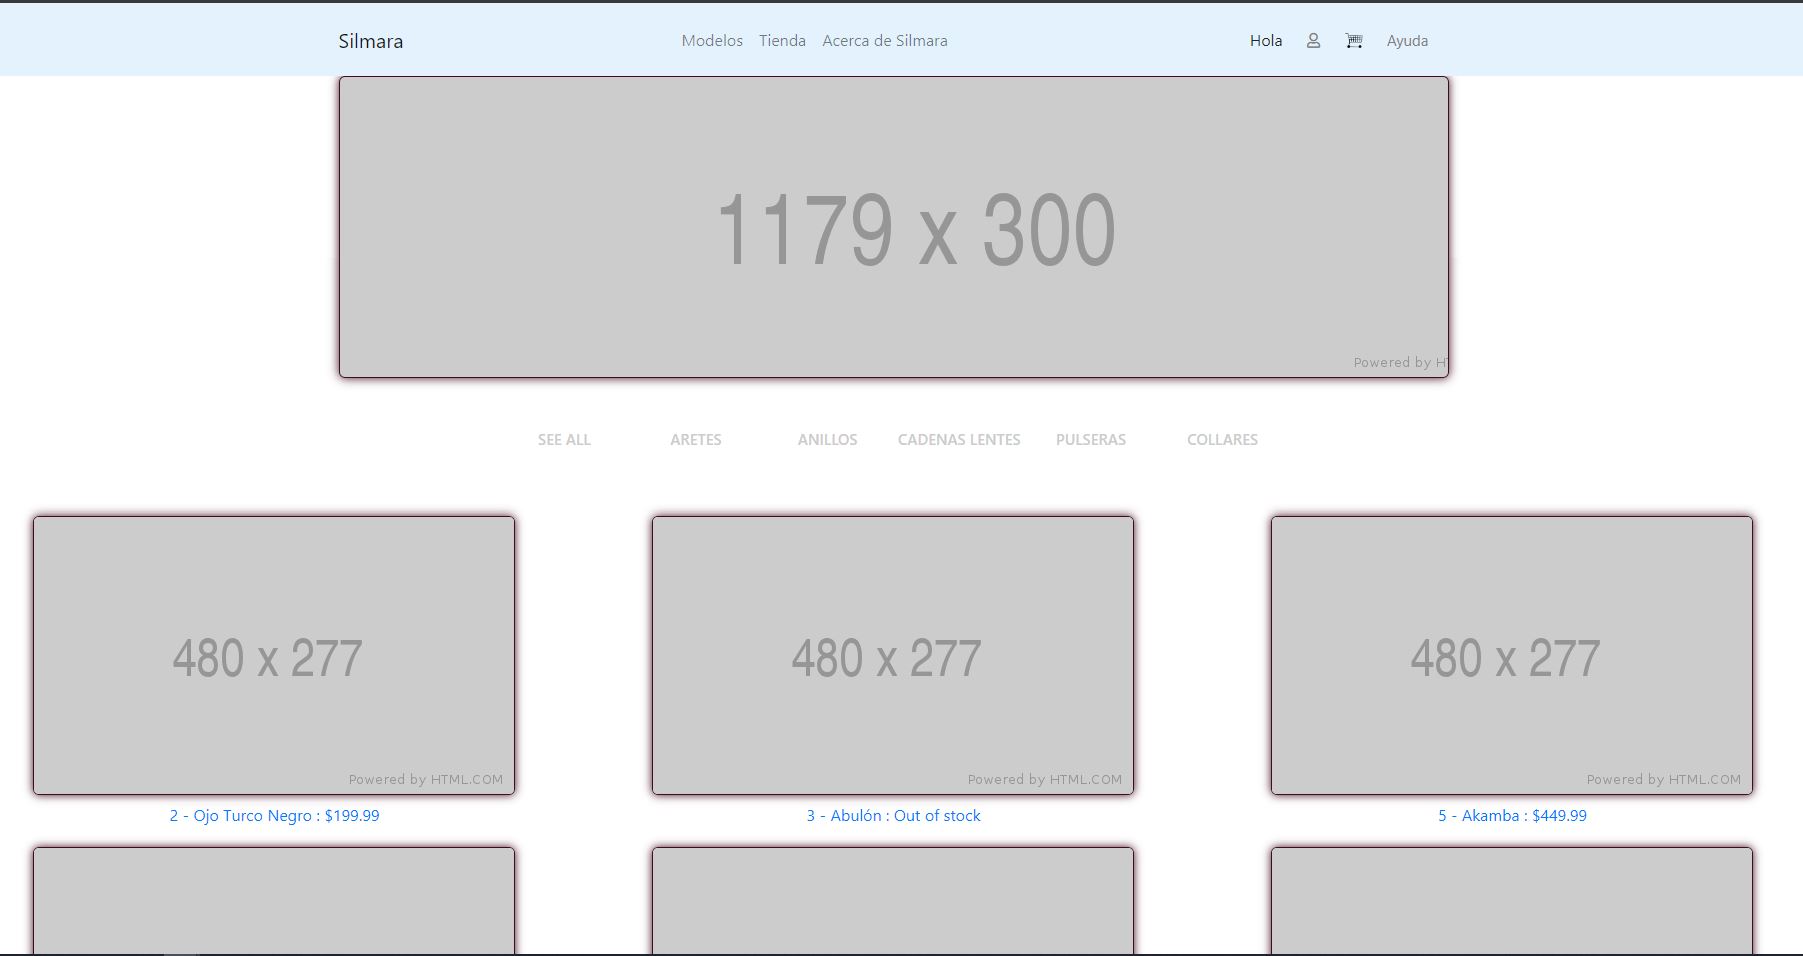 Silmara
Modelos Tienda Acerca de Silmara
Hola Ayuda
1179 x 300
Powered by
SEE ALL ARETES ANILLOS CADENAS LENTES PULSERAS COLLARES
480 x 277
Powered by HTML.COM
2 - Ojo Turco Negro : $199.99
480 x 277
Powered by HTML.COM
3 - Abulón : Out of stock
480 x 277
Powered by HTML.COM
5 - Akamba : $449.99